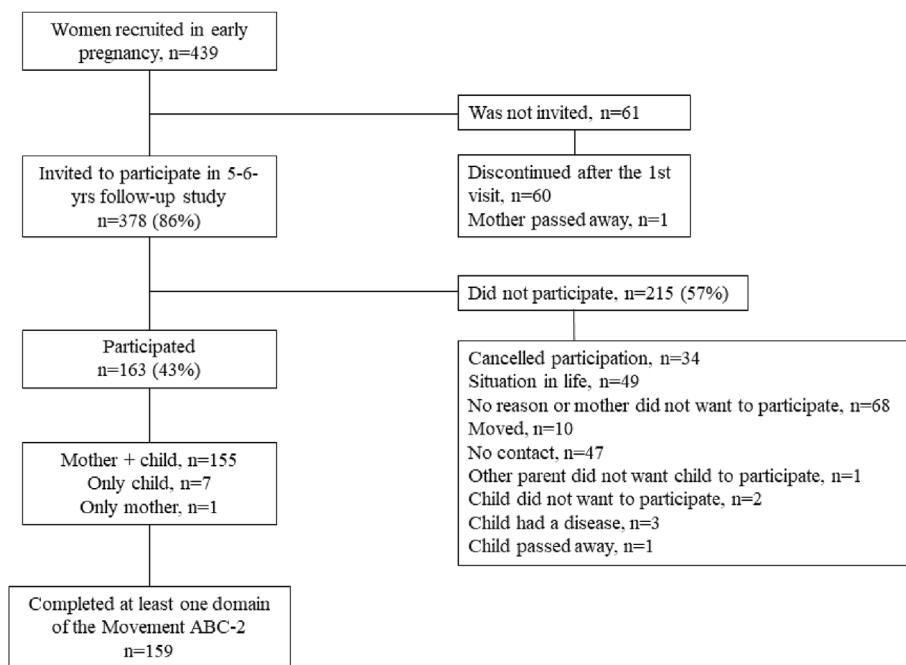 Women recruited in early
pregnancy, n=439
Was not invited, n=61
Invited to participate in 5-6-
yrs follow-up study
n=378 (86%)
Discontinued after the 1st
visit, n=60
Mother passed away, n=1
Did not participate, n=215 (57%)
Participated
n=163 (43%)
Cancelled participation, n=34
Situation in life, n=49
No reason or mother did not want to participate, n=68
Moved, n=10
No contact, n=47
Other parent did not want child to participate, n=1
Child did not want to participate, n=2
Child had a disease, n=3
Child passed away, n=1
Mother + child, n=155
Only child, n=7
Only mother, n=1
Completed at least one domain
of the Movement ABC-2
n=159